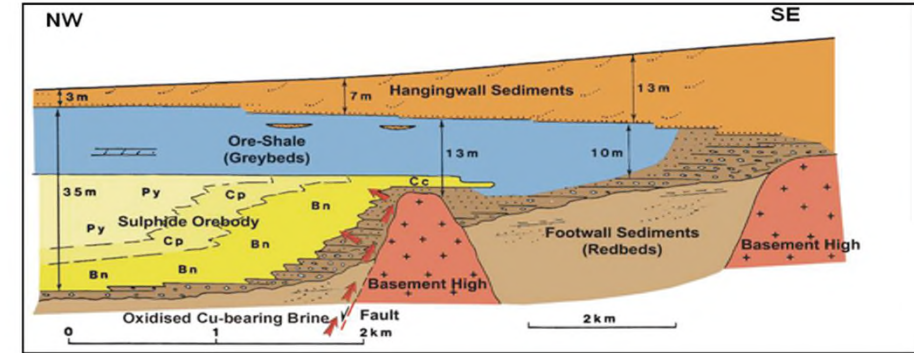 NW
SE
3m
7m
Hangingwall Sediments
13m
Ore-Shale
(Greybeds)
13m
10m
Cc
35m
Py
Cp
Bn
Sulphide Orebody
Py
Cp
Bn
Bn
Bn
Footwall Sediments
(Redbeds)
Basement High
Basement High
Oxidised Cu-bearing Brine
Fault
0
1
2km
2km